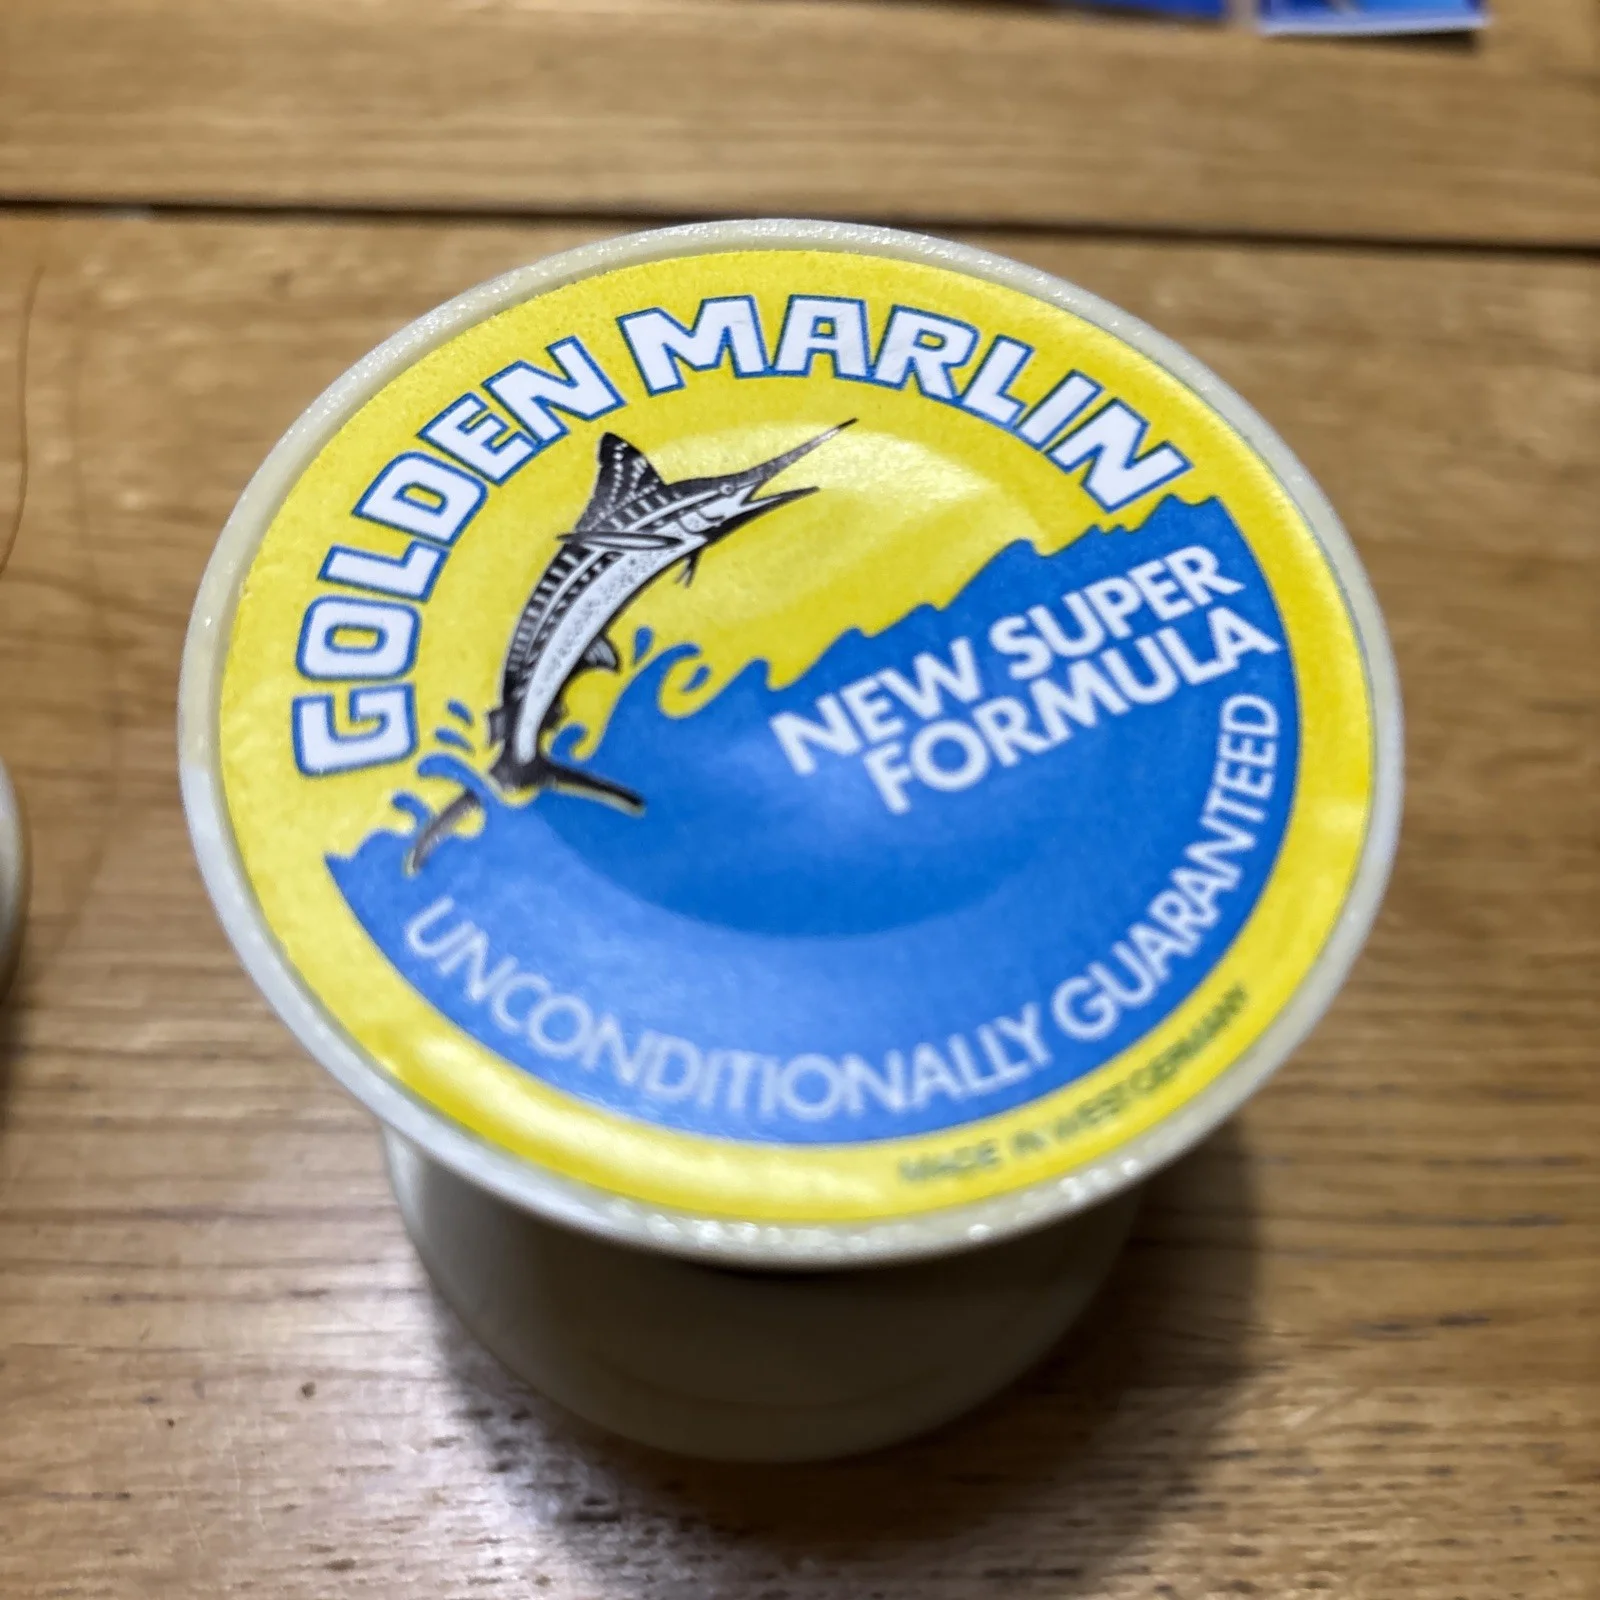 GOLDEN MARLIN
NEW SUPER
FORMULA
UNCONDITIONALLY GUARANTEED
MADE IN WEST GERMANY